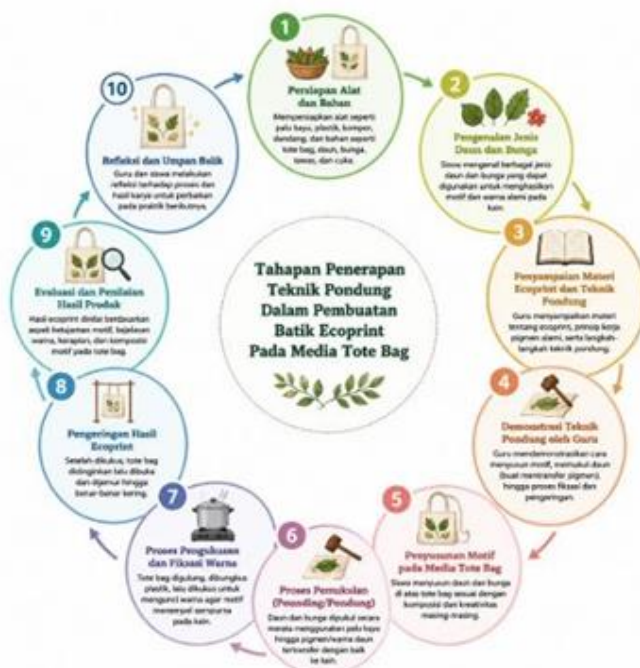 1
Persiapan Alat
dan Bahan
Mempersiapkan alat seperti
palu kayu, plastik, kompor,
dandang, dan bahan seperti
tote bag, daun, bunga,
tawas, dan cuka.
2
Pengenalan Jenis
Daun dan Bunga
Siswa mengenal berbagai jenis
daun dan bunga yang dapat
digunakan untuk menghasilkan
motif dan warna alami pada
kain.
3
Penyampaian Materi
Ecoprint dan Teknik
Pondung
Guru menyampaikan materi
tentang ecoprint, prinsip kerja
pigmen alami, serta langkah-
langkah teknik pondung.
4
Demonstrasi Teknik
Pondung oleh Guru
Guru mendemonstrasikan cara
menyusun motif, memukul daun
(buat mentransfer pigmen),
hingga proses fiksasi dan
pengeringan.
5
Penyusunan Motif
pada Media Tote Bag
Siswa menyusun daun dan bunga
di atas tote bag sesuai dengan
komposisi dan kreativitas
masing-masing.
6
Proses Pemukulan
(Pounding/Pondung)
Daun dan bunga dipukul secara
merata menggunakan palu kayu
hingga pigmen/warna daun
tertransfer dengan baik
ke kain.
7
Proses Pengukusan
dan Fiksasi Warna
Tote bag digulung, dibungkus
plastik, lalu dikukus untuk
mengunci warna agar motif
menempel sempurna
pada kain.
8
Pengeringan Hasil
Ecoprint
Setelah dikukus, tote bag
didinginkan lalu dibuka
dan dijemur hingga
benar-benar kering.
9
Evaluasi dan Penilaian
Hasil Produk
Hasil ecoprint dinilai berdasarkan
aspek ketajaman motif, kejelasan
warna, kerapian, dan komposisi
motif pada tote bag.
10
Refleksi dan Umpan Balik
Guru dan siswa melakukan
refleksi terhadap proses dan
hasil karya untuk perbaikan
pada praktik berikutnya.
Tahapan Penerapan
Teknik Pondung
Dalam Pembuatan
Batik Ecoprint
Pada Media Tote Bag